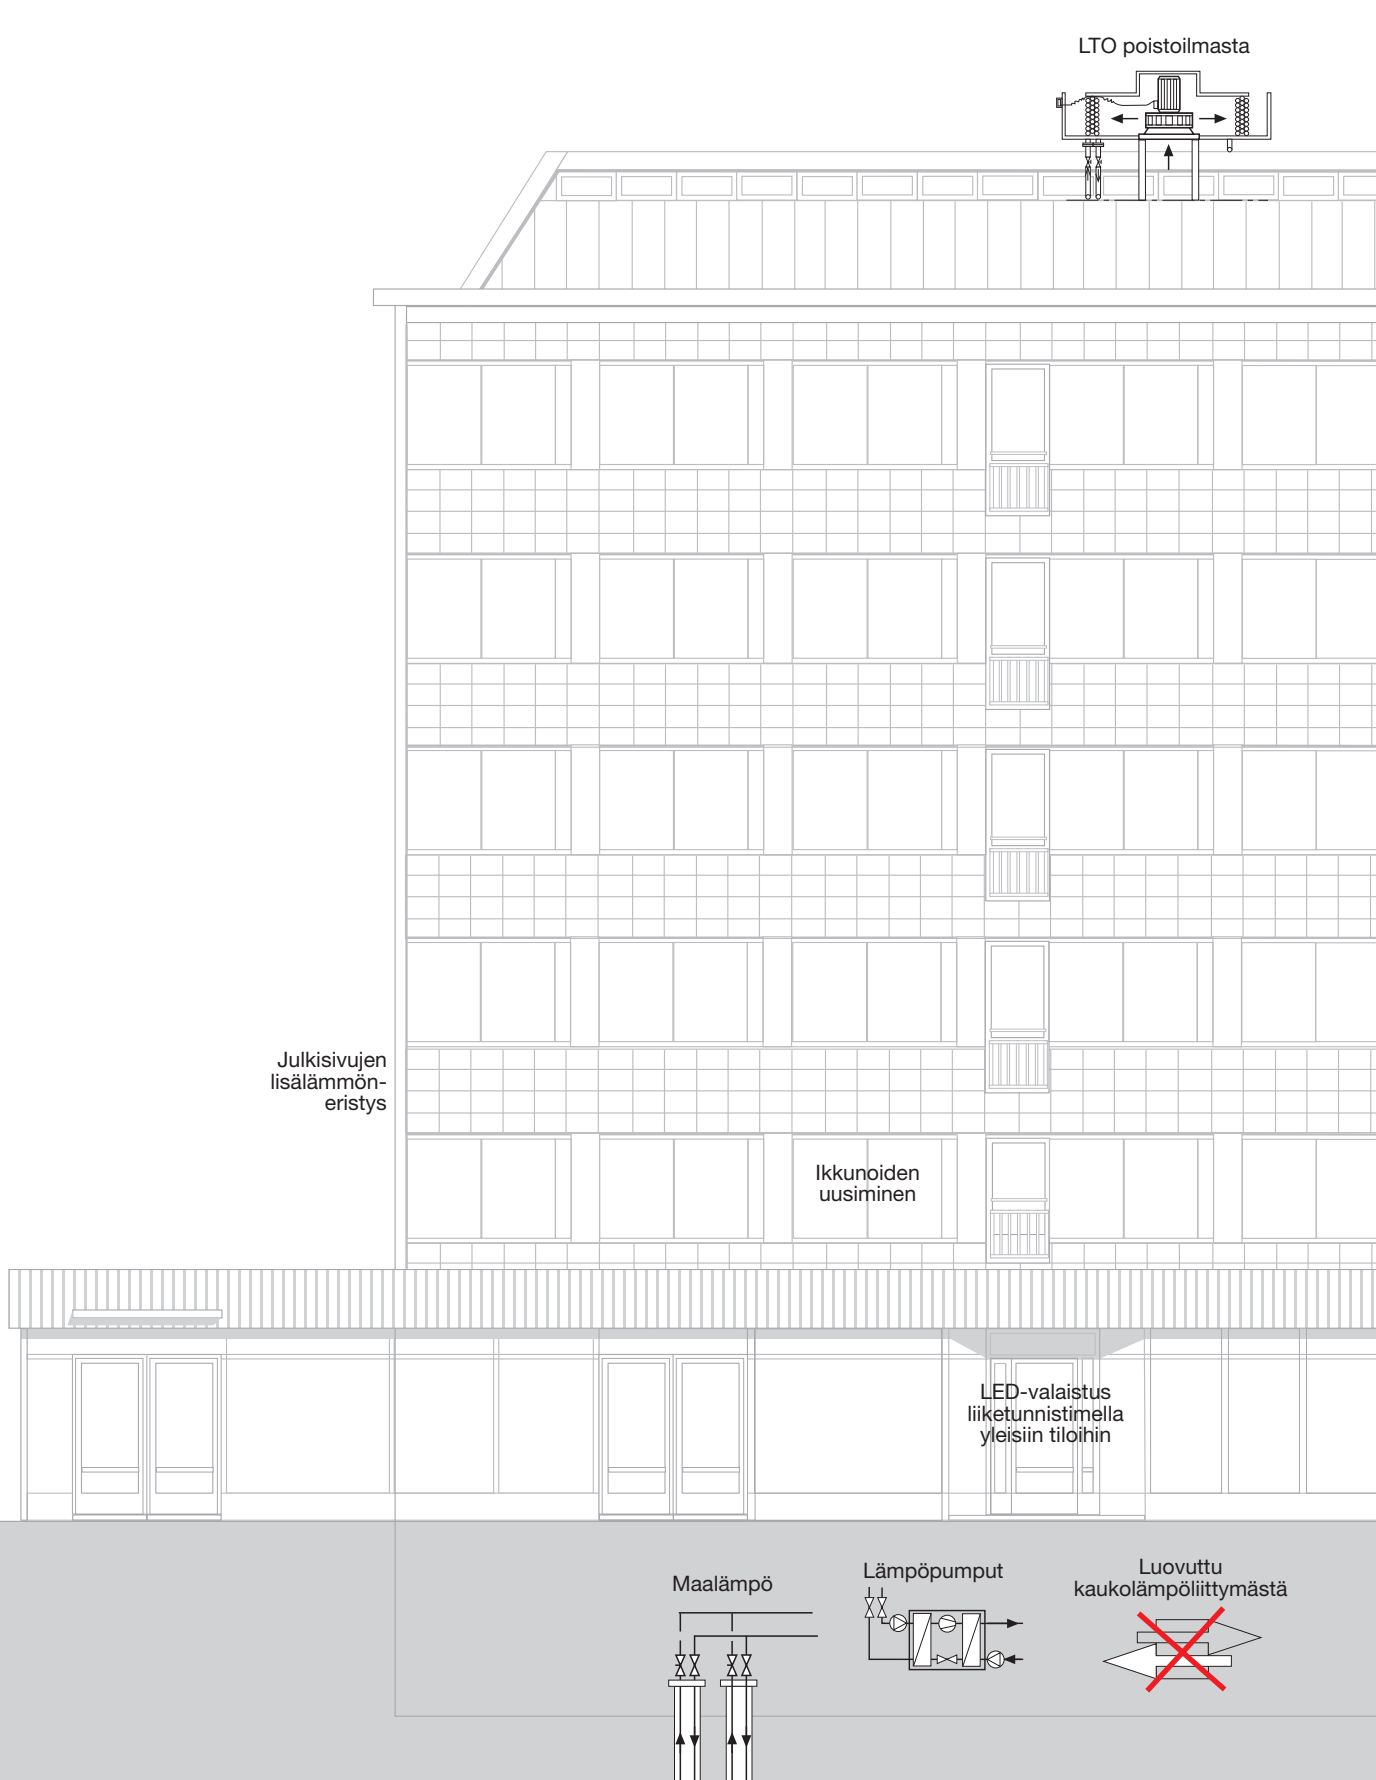 LTO poistoilmasta
Julkisivujen
lisälämmön-
eristys
Ikkunoiden
uusiminen
LED-valaistus
liiketunnistimella
yleisiin tiloihin
Maalämpö
Lämpöpumput
Luovuttu
kaukolämpöliittymästä